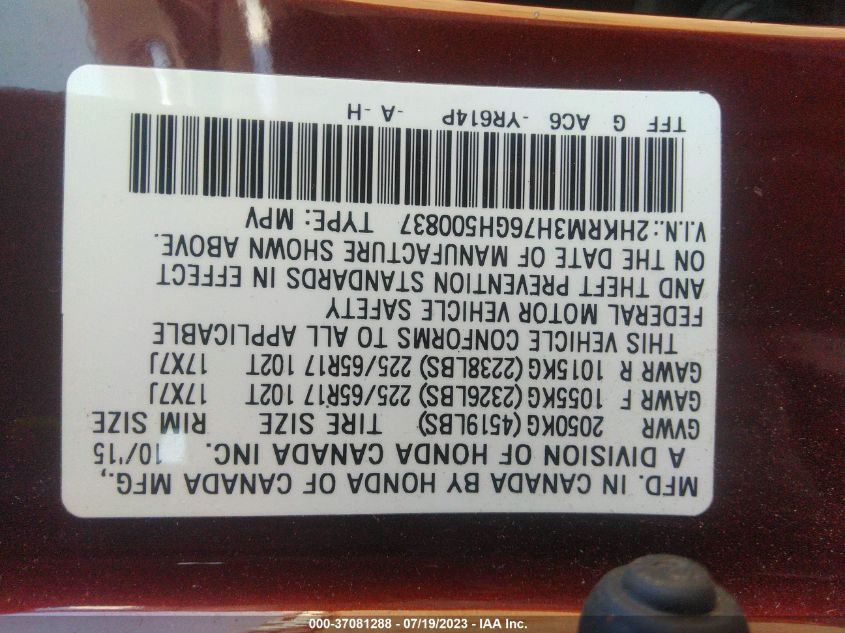 MFD. IN CANADA BY HONDA OF CANADA MFG.,
A DIVISION OF HONDA CANADA INC. 10/'15
GVWR 2050KG (4519LBS) TIRE SIZE RIM SIZE
GAWR F 1055KG (2326LBS) 225/65R17 102T 17X7J
GAWR R 1015KG (2238LBS) 225/65R17 102T 17X7J
THIS VEHICLE CONFORMS TO ALL APPLICABLE
FEDERAL MOTOR VEHICLE SAFETY
AND THEFT PREVENTION STANDARDS IN EFFECT
ON THE DATE OF MANUFACTURE SHOWN ABOVE.
V.I.N.:2HKRM3H76GH500837 TYPE: MPV
TFF G AC6 -YR614P -A -H
000-37081288 - 07/19/2023 - IAA Inc.